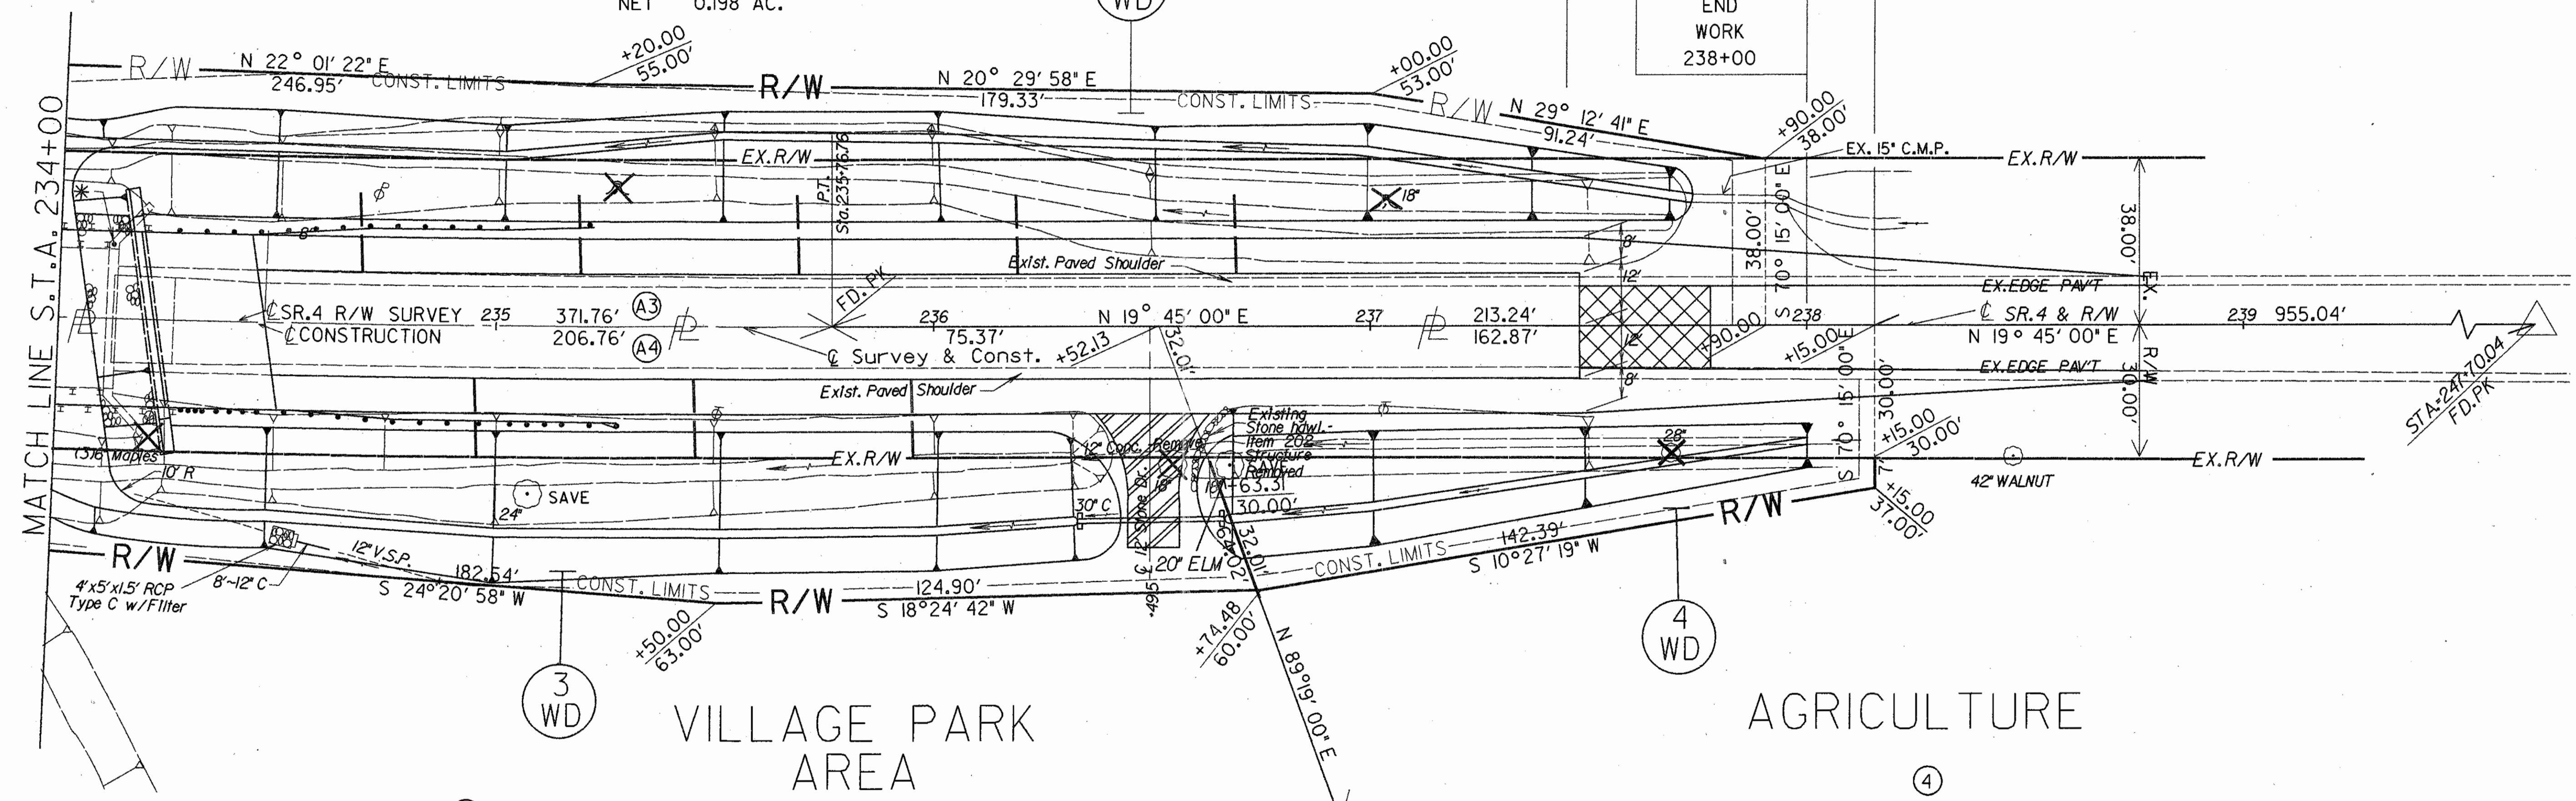 NET 0.198 AC.
WD
END
WORK
238+00
R/W
N 22° 01' 22" E
246.95'
CONST. LIMITS
+20.00
55.00'
R/W
N 20° 29' 58" E
179.33'
CONST. LIMITS
+00.00
53.00'
R/W
N 29° 12' 41" E
91.24'
+90.00
38.00'
EX. 15" C.M.P.
EX.R/W
EX.R/W
MATCH LINE S.T.A. 234+00
P.T.
Sta.235+76.76
18"
8'
8'
12'
38.00'
S 70° 15' 00" E
38.00'
Exist. Paved Shoulder
FD. PK
EX.EDGE PAV'T
EX.
SR.4 R/W SURVEY
CONSTRUCTION
235
371.76'
206.76'
A3
A4
236
75.37'
N 19° 45' 00" E
237
213.24'
162.87'
238
SR.4 & R/W
N 19° 45' 00" E
239
955.04'
Survey & Const.
+52.13
32.01'
12'
+90.00
+15.00
R/W
STA.=247+70.04
FD.PK
Exist. Paved Shoulder
8'
EX.EDGE PAV'T
30.00'
S 70° 15' 00" E
30.00'
+15.00
30.00'
Existing
Stone
Item 202
Structure
Removed
12" Conc.
Remove
28"
(3)6" Maples
10' R
EX.R/W
EX.R/W
42" WALNUT
SAVE
24"
18"
+63.31
30.00'
30" C
12' Stone Dr.
R/W
+15.00
37.00'
R/W
12" V.S.P.
4'x5'x1.5' RCP
Type C w/Filter
8'~12" C
182.54'
S 24° 20' 58" W
CONST. LIMITS
R/W
124.90'
S 18° 24' 42" W
20" ELM
64.02'
32.01'
CONST. LIMITS
142.39'
S 10° 27' 19" W
+50.00
63.00'
+495
+74.48
60.00'
N 89°19' 00" E
3
WD
4
WD
VILLAGE PARK
AREA
AGRICULTURE
4